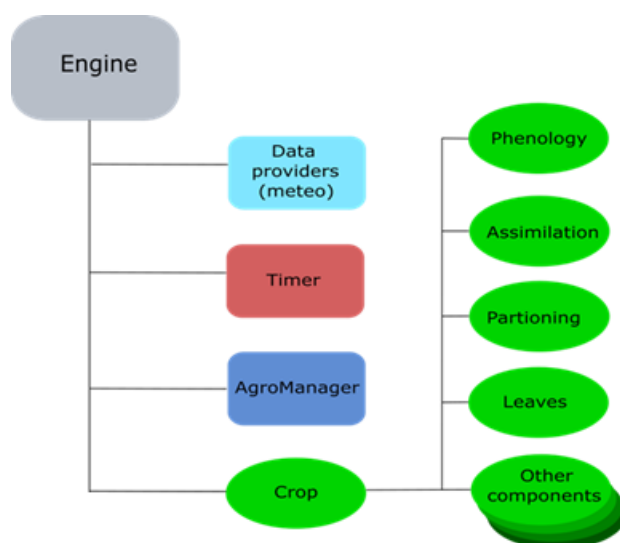 Engine
Data
providers
(meteo)
Timer
AgroManager
Crop
Phenology
Assimilation
Partioning
Leaves
Other
components